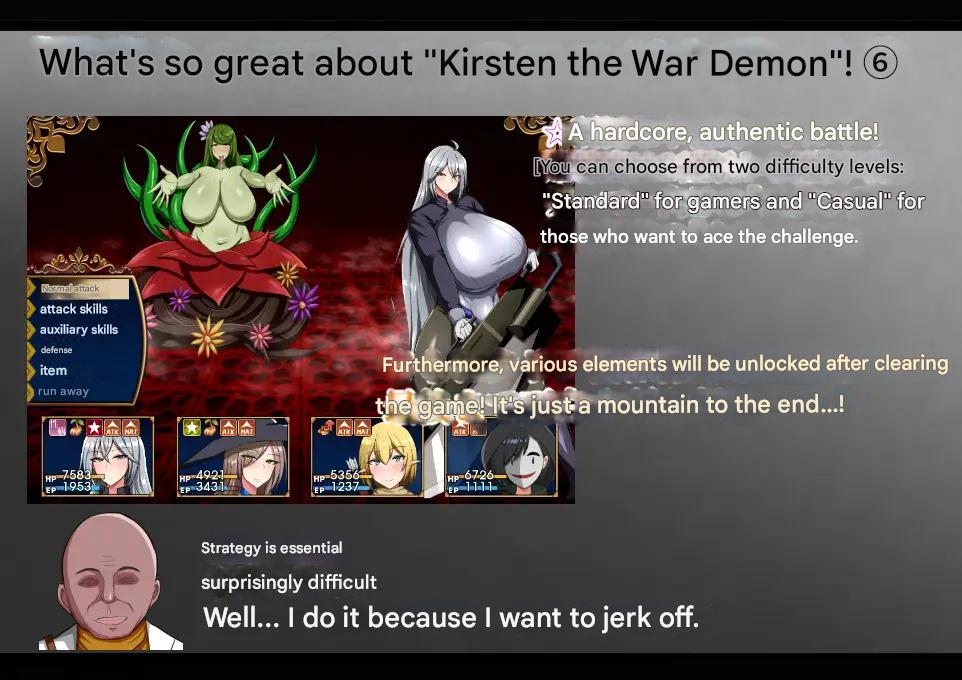 What's so great about "Kirsten the War Demon"! ⑥
☆ A hardcore, authentic battle!
[You can choose from two difficulty levels:
"Standard" for gamers and "Casual" for
those who want to ace the challenge.
Normal attack
attack skills
auxiliary skills
defense
item
run away
Furthermore, various elements will be unlocked after clearing
the game! It's just a mountain to the end...!
ATK MAT
HP 7583
EP 1953
ATK MAT
HP 4921
EP 3431
ATK MAT
HP 5356
EP 1237
ATK
HP 6726
EP 1111
Strategy is essential
surprisingly difficult
Well... I do it because I want to jerk off.